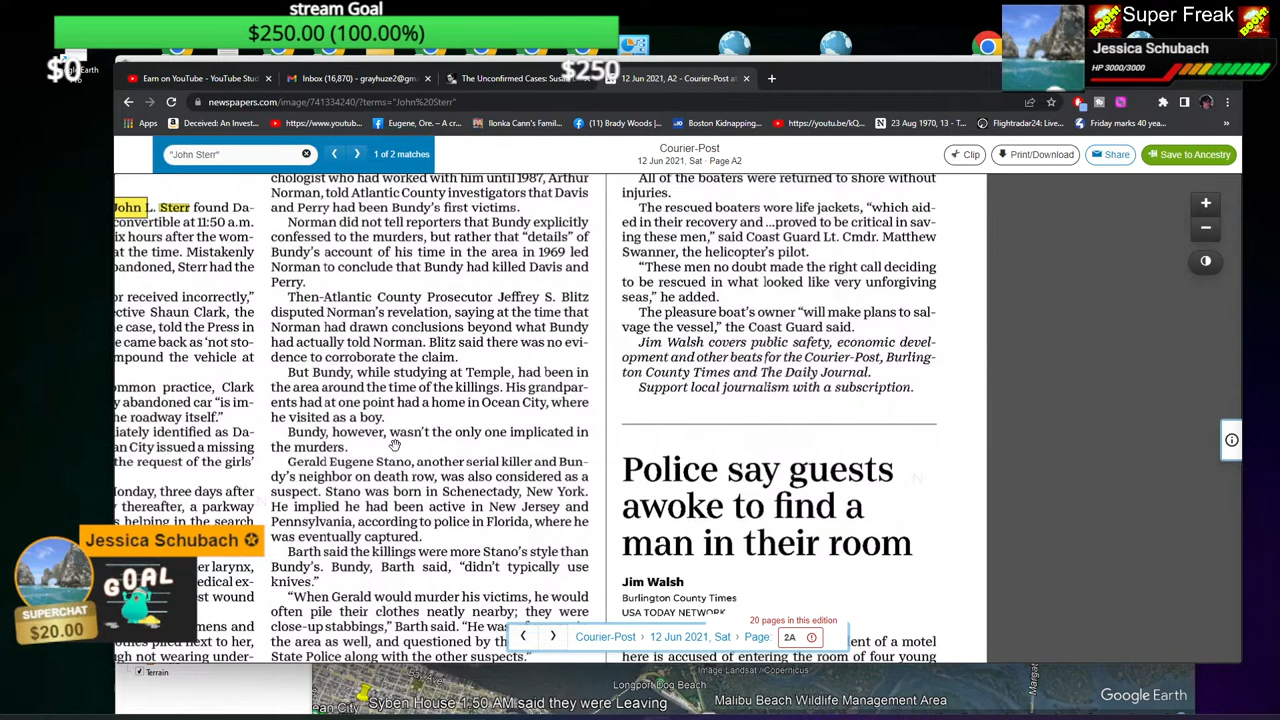 stream Goal
$250.00 (100.00%)
$0
$250
Super Freak
Jessica Schubach
HP 3000/3000
Earn on YouTube - YouTube Stud
Inbox (16,870) - grayhuze2@gm
The Unconfirmed Cases: Sus
12 Jun 2021, A2 - Courier-Post at
newspapers.com/image/741334240/?terms="John%20Sterr"
Apps
Deceived: An Invest...
https://www.youtub...
Eugene, Ore. – A cr...
Ilonka Cann's Famil...
(11) Brady Woods |...
Boston Kidnapping...
https://youtu.be/kQ...
23 Aug 1970, 13 - T...
Flightradar24: Live...
Friday marks 40 yea...
"John Sterr"
1 of 2 matches
Courier-Post
12 Jun 2021, Sat · Page A2
Clip
Print/Download
Share
Save to Ancestry
John L. Sterr found Da-
convertible at 11:50 a.m.
ix hours after the wom-
at the time. Mistakenly
andoned, Sterr had the
or received incorrectly,”
ective Shaun Clark, the
e case, told the Press in
e came back as ‘not sto-
mpound the vehicle at
ommon practice, Clark
y abandoned car “is im-
he roadway itself.”
iately identified as Da-
an City issued a missing
the request of the girls’
Monday, three days after
thereafter, a parkway
s helping in the search
er larynx,
edical ex-
est wound
mens and
piled next to her,
gh not wearing under-
chologist who had worked with him until 1987, Arthur
Norman, told Atlantic County investigators that Davis
and Perry had been Bundy’s first victims.
Norman did not tell reporters that Bundy explicitly
confessed to the murders, but rather that “details” of
Bundy’s account of his time in the area in 1969 led
Norman to conclude that Bundy had killed Davis and
Perry.
Then-Atlantic County Prosecutor Jeffrey S. Blitz
disputed Norman’s revelation, saying at the time that
Norman had drawn conclusions beyond what Bundy
had actually told Norman. Blitz said there was no evi-
dence to corroborate the claim.
But Bundy, while studying at Temple, had been in
the area around the time of the killings. His grandpar-
ents had at one point had a home in Ocean City, where
he visited as a boy.
Bundy, however, wasn’t the only one implicated in
the murders.
Gerald Eugene Stano, another serial killer and Bun-
dy’s neighbor on death row, was also considered as a
suspect. Stano was born in Schenectady, New York.
He implied he had been active in New Jersey and
Pennsylvania, according to police in Florida, where he
was eventually captured.
Barth said the killings were more Stano’s style than
Bundy’s. Bundy, Barth said, “didn’t typically use
knives.”
“When Gerald would murder his victims, he would
often pile their clothes neatly nearby; they were
close-up stabbings,” Barth said. “He was
the area as well, and questioned by th
State Police along with the other suspects.”
All of the boaters were returned to shore without
injuries.
The rescued boaters wore life jackets, “which aid-
ed in their recovery and ...proved to be critical in sav-
ing these men,” said Coast Guard Lt. Cmdr. Matthew
Swanner, the helicopter’s pilot.
“These men no doubt made the right call deciding
to be rescued in what looked like very unforgiving
seas,” he added.
The pleasure boat’s owner “will make plans to sal-
vage the vessel,” the Coast Guard said.
Jim Walsh covers public safety, economic devel-
opment and other beats for the Courier-Post, Burling-
ton County Times and The Daily Journal.
Support local journalism with a subscription.
Police say guests
awoke to find a
man in their room
Jim Walsh
Burlington County Times
USA TODAY NETWORK
ent of a motel
here is accused of entering the room of four young
20 pages in this edition
Courier-Post
12 Jun 2021, Sat
Page:
2A
Jessica Schubach
GOAL
SUPERCHAT
$20.00
Terrain
ean City
Syben House 1:50 AM said they were Leaving
Longport Dog Beach
Image Landsat / Copernicus
Malibu Beach Wildlife Management Area
Margat
Google Earth